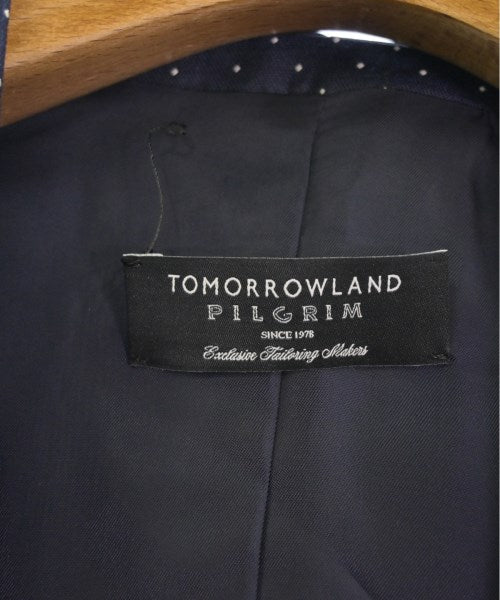 TOMORROWLAND
PILGRIM
SINCE 1978
Exclusive Tailoring Makers